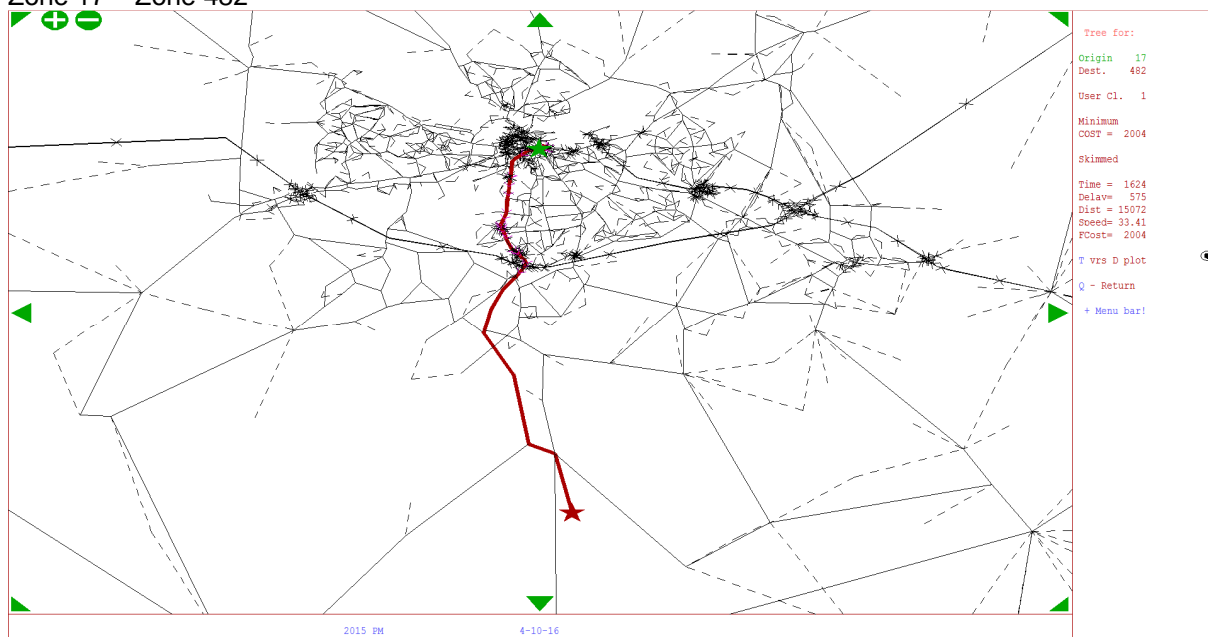 Zone 17 – Zone 482
Tree for:
Origin 17
Dest. 482
User Cl. 1
Minimum
COST = 2004
Skimmed
Time = 1624
Delay= 575
Dist = 15072
Speed= 33.41
FCost= 2004
T vrs D plot
Q - Return
+ Menu bar!
2015 PM 4-10-16